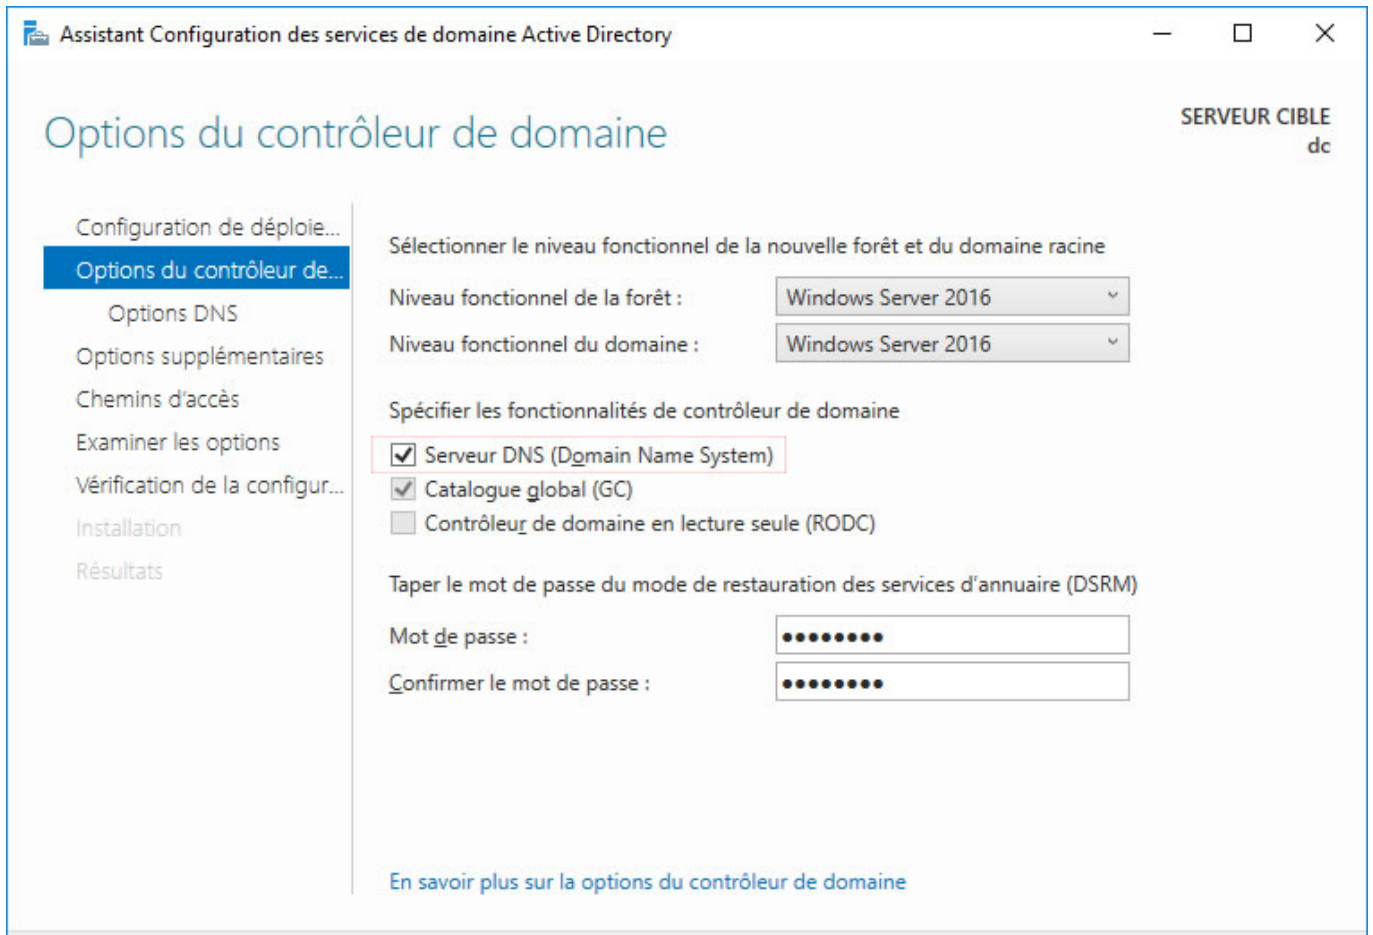 Assistant Configuration des services de domaine Active Directory
Options du contrôleur de domaine
SERVEUR CIBLE
dc
Configuration de déploie...
Options du contrôleur de...
Options DNS
Options supplémentaires
Chemins d'accès
Examiner les options
Vérification de la configur...
Installation
Résultats
Sélectionner le niveau fonctionnel de la nouvelle forêt et du domaine racine
Niveau fonctionnel de la forêt : Windows Server 2016
Niveau fonctionnel du domaine : Windows Server 2016
Spécifier les fonctionnalités de contrôleur de domaine
Serveur DNS (Domain Name System)
Catalogue global (GC)
Contrôleur de domaine en lecture seule (RODC)
Taper le mot de passe du mode de restauration des services d'annuaire (DSRM)
Mot de passe : ●●●●●●●●
Confirmer le mot de passe : ●●●●●●●●
En savoir plus sur la options du contrôleur de domaine